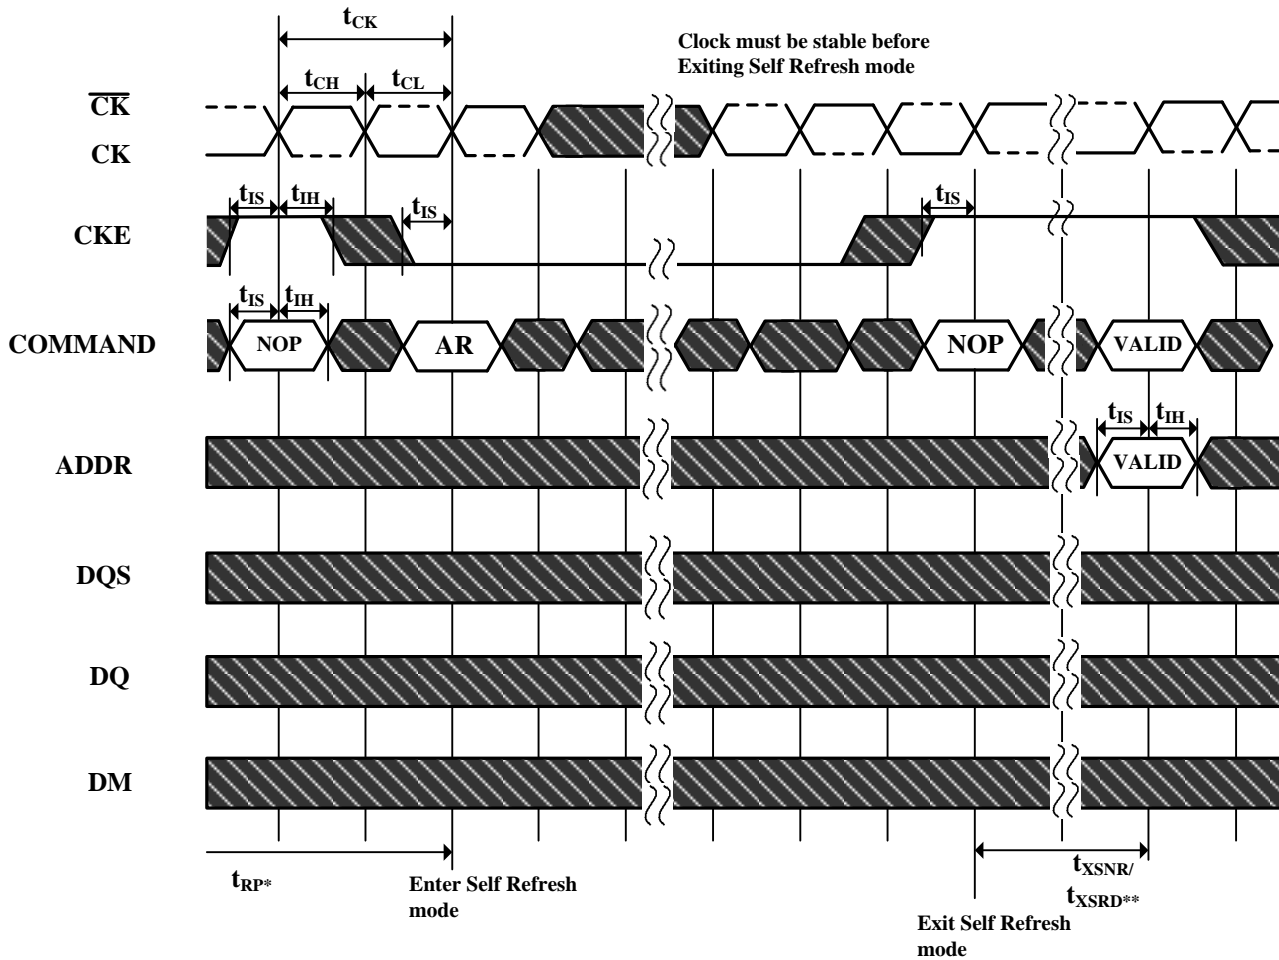 tCK
Clock must be stable before
Exiting Self Refresh mode
tCH
tCL
CK
CK
tIS
tIH
tIS
tIS
CKE
tIS
tIH
COMMAND
NOP
AR
NOP
VALID
tIS
tIH
ADDR
VALID
DQS
DQ
DM
tRP*
Enter Self Refresh
mode
tXSNR/
tXSRD**
Exit Self Refresh
mode